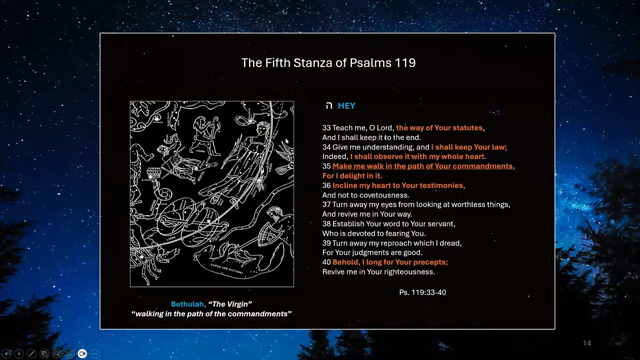 The Fifth Stanza of Psalms 119
ה HEY
33 Teach me, O Lord, the way of Your statutes,
And I shall keep it to the end.
34 Give me understanding, and I shall keep Your law;
Indeed, I shall observe it with my whole heart.
35 Make me walk in the path of Your commandments,
For I delight in it.
36 Incline my heart to Your testimonies,
And not to covetousness.
37 Turn away my eyes from looking at worthless things,
And revive me in Your way.
38 Establish Your word to Your servant,
Who is devoted to fearing You.
39 Turn away my reproach which I dread,
For Your judgments are good.
40 Behold, I long for Your precepts;
Revive me in Your righteousness.
Ps. 119:33-40
Bethulah, "The Virgin"
"walking in the path of the commandments"
14